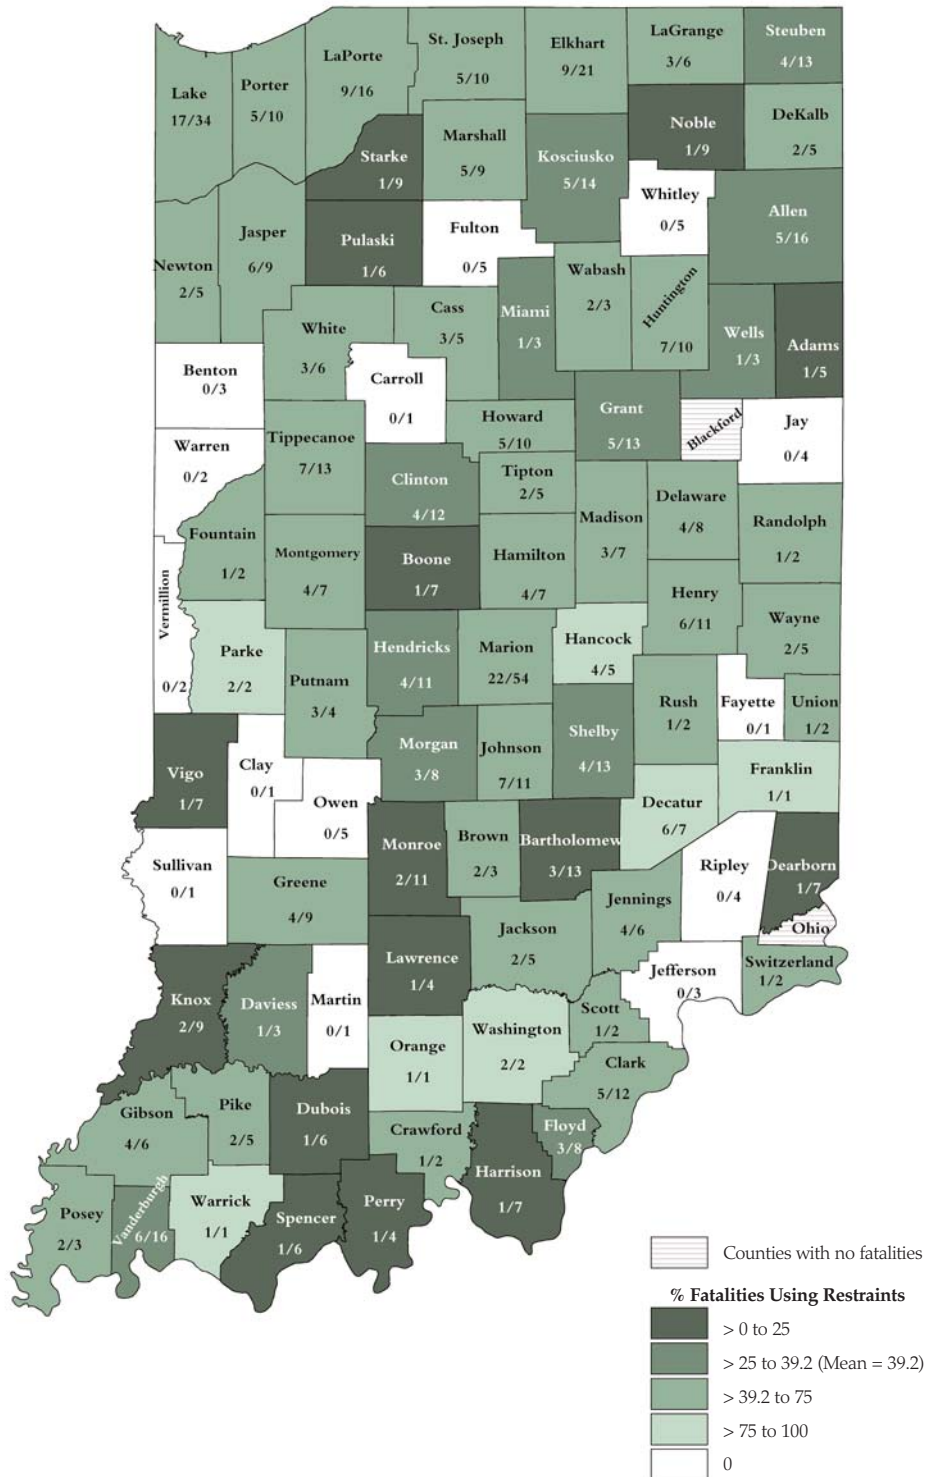 St. Joseph
5/10
Elkhart
9/21
LaGrange
3/6
Steuben
4/13
LaPorte
9/16
Porter
5/10
Lake
17/34
Noble
1/9
DeKalb
2/5
Marshall
5/9
Starke
1/9
Kosciusko
5/14
Whitley
0/5
Allen
5/16
Jasper
6/9
Pulaski
1/6
Fulton
0/5
Newton
2/5
Wabash
2/3
Huntington
7/10
White
3/6
Cass
3/5
Miami
1/3
Wells
1/3
Adams
1/5
Benton
0/3
Carroll
0/1
Howard
5/10
Grant
5/13
Blackford
Jay
0/4
Warren
0/2
Tippecanoe
7/13
Clinton
4/12
Tipton
2/5
Madison
3/7
Delaware
4/8
Randolph
1/2
Fountain
1/2
Montgomery
4/7
Boone
1/7
Hamilton
4/7
Henry
6/11
Wayne
2/5
Vermillion
0/2
Parke
2/2
Putnam
3/4
Hendricks
4/11
Marion
22/54
Hancock
4/5
Rush
1/2
Fayette
0/1
Union
1/2
Vigo
1/7
Clay
0/1
Owen
0/5
Morgan
3/8
Johnson
7/11
Shelby
4/13
Franklin
1/1
Decatur
6/7
Sullivan
0/1
Greene
4/9
Monroe
2/11
Brown
2/3
Bartholomew
3/13
Ripley
0/4
Dearborn
1/7
Jennings
4/6
Ohio
Jackson
2/5
Lawrence
1/4
Jefferson
0/3
Switzerland
1/2
Knox
2/9
Daviess
1/3
Martin
0/1
Scott
1/2
Orange
1/1
Washington
2/2
Clark
5/12
Gibson
4/6
Pike
2/5
Dubois
1/6
Crawford
1/2
Floyd
3/8
Harrison
1/7
Posey
2/3
Vanderburgh
6/16
Warrick
1/1
Spencer
1/6
Perry
1/4
Counties with no fatalities
% Fatalities Using Restraints
> 0 to 25
> 25 to 39.2 (Mean = 39.2)
> 39.2 to 75
> 75 to 100
0